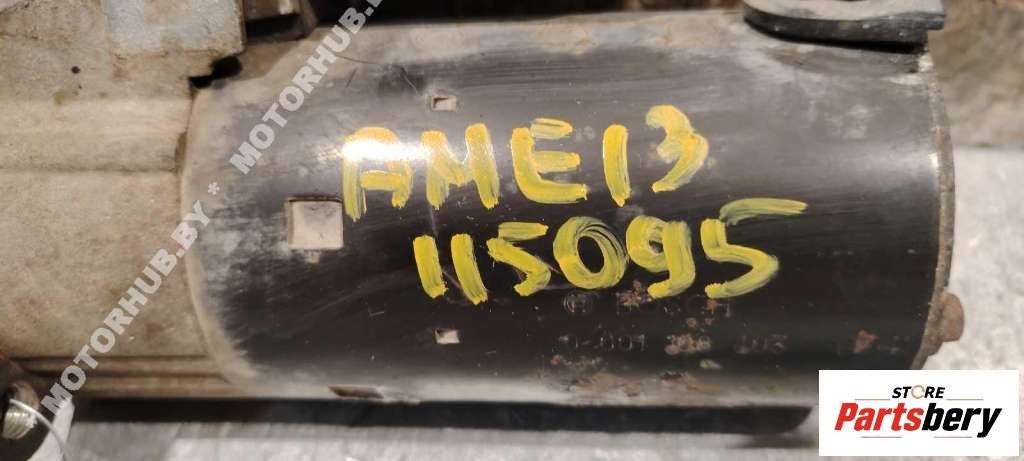 MOTORHUB.BY * MOTORHUB.BY
AME13
115095
STORE
Partsbery